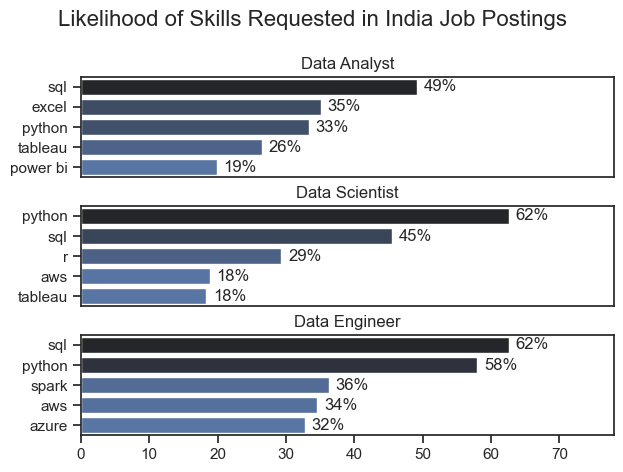 Likelihood of Skills Requested in India Job Postings
Data Analyst
sql 49%
excel 35%
python 33%
tableau 26%
power bi 19%
Data Scientist
python 62%
sql 45%
r 29%
aws 18%
tableau 18%
Data Engineer
sql 62%
python 58%
spark 36%
aws 34%
azure 32%
0 10 20 30 40 50 60 70